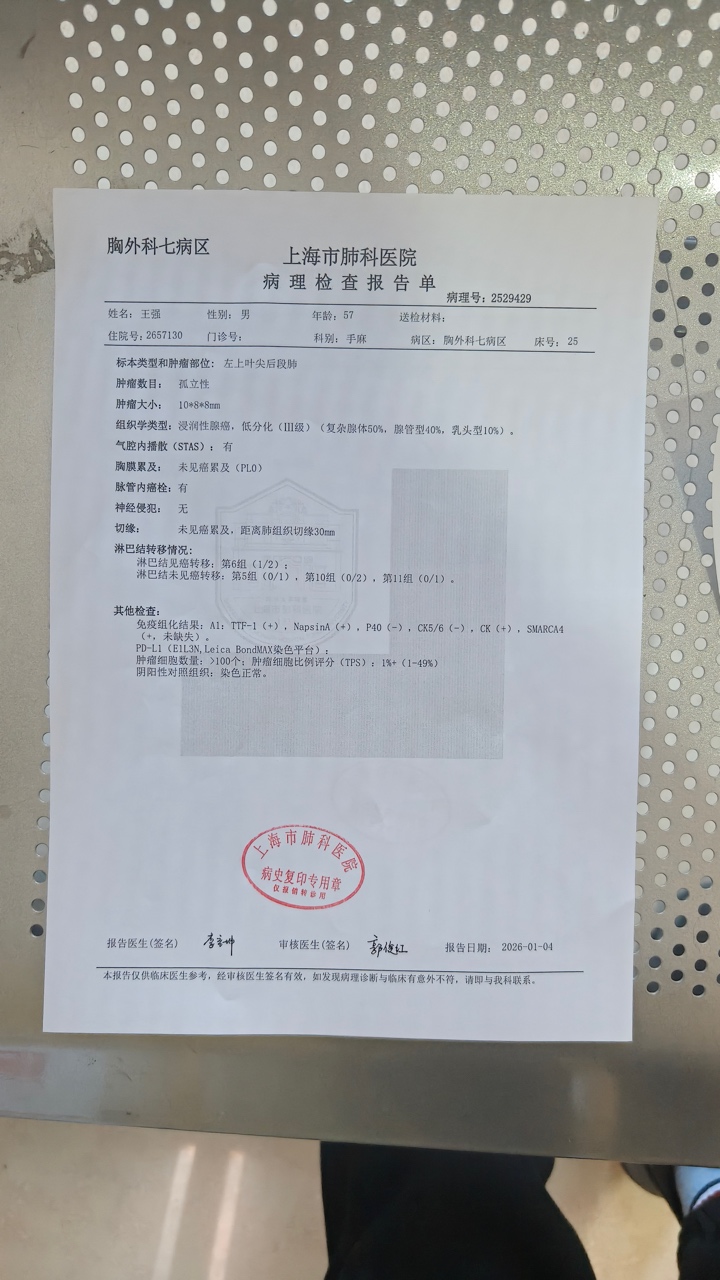 胸外科七病区
上海市肺科医院
病理检查报告单
病理号: 2529429
姓名: 王强 性别: 男 年龄: 57 送检材料:
住院号: 2657130 门诊号: 科别: 手麻 病区: 胸外科七病区 床号: 25
标本类型和肿瘤部位: 左上叶尖后段肺
肿瘤数目: 孤立性
肿瘤大小: 10*8*8mm
组织学类型: 浸润性腺癌, 低分化(Ⅲ级)(复杂腺体50%, 腺管型40%, 乳头型10%)。
气腔内播散(STAS): 有
胸膜累及: 未见癌累及(PL0)
脉管内癌栓: 有
神经侵犯: 无
切缘: 未见癌累及, 距离肺组织切缘30mm
淋巴结转移情况:
淋巴结见癌转移: 第6组(1/2);
淋巴结未见癌转移: 第5组(0/1), 第10组(0/2), 第11组(0/1)。
其他检查:
免疫组化结果: A1: TTF-1(+), NapsinA(+), P40(-), CK5/6(-), CK(+), SMARCA4
(+, 未缺失)。
PD-L1(E1L3N,Leica BondMAX染色平台):
肿瘤细胞数量: >100个; 肿瘤细胞比例评分(TPS): 1%+(1-49%)
阴阳性对照组织: 染色正常。
上海市肺科医院
病史复印专用章
仅报销转诊用
报告医生(签名) 审核医生(签名) 报告日期: 2026-01-04
本报告仅供临床医生参考, 经审核医生签名有效, 如发现病理诊断与临床有意外不符, 请即与我科联系。